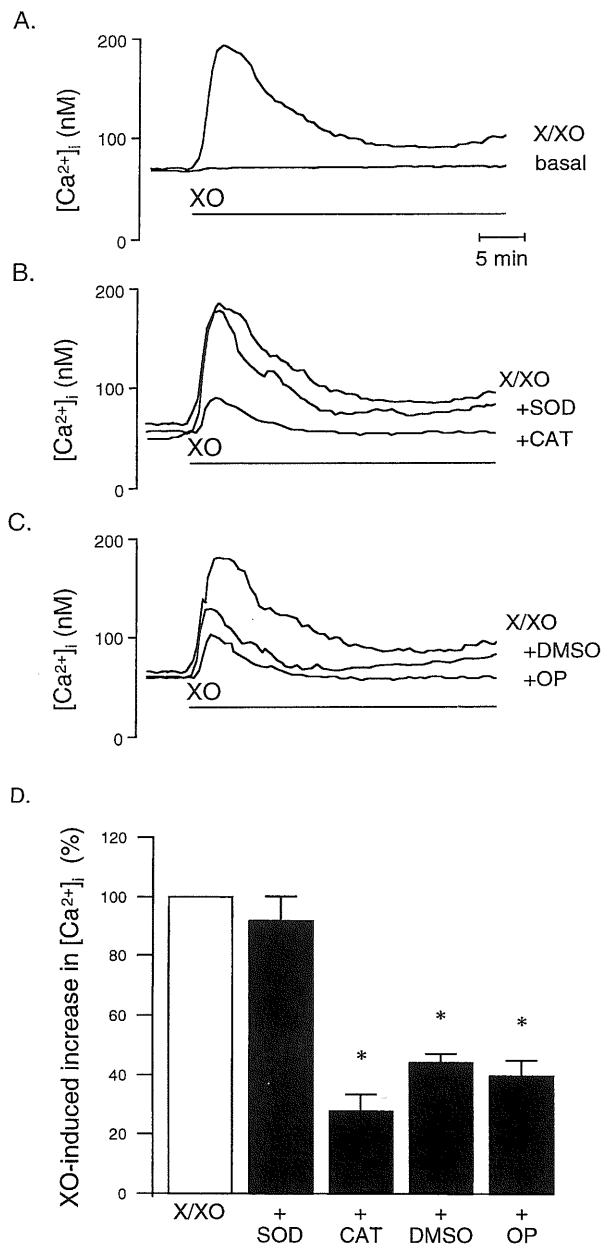 A.
[Ca²⁺]ᵢ (nM)
200
100
0
X/XO
basal
XO
5 min
B.
[Ca²⁺]ᵢ (nM)
200
100
0
X/XO
+SOD
+CAT
XO
C.
[Ca²⁺]ᵢ (nM)
200
100
0
X/XO
+DMSO
+OP
XO
D.
XO-induced increase in [Ca²⁺]ᵢ (%)
120
100
80
60
40
20
0
* * *
X/XO + + + +
SOD CAT DMSO OP